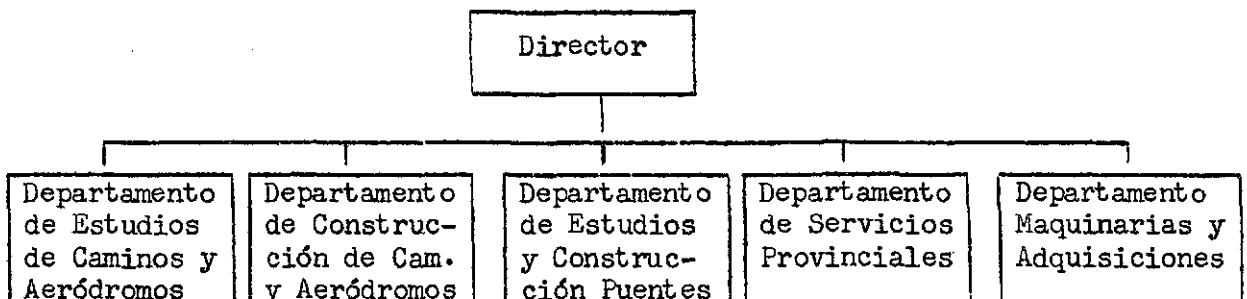 Director
Departamento
de Estudios
de Caminos y
Aeródromos
Departamento
de Construc-
ción de Cam.
y Aeródromos
Departamento
de Estudios
y Construc-
ción Puentes
Departamento
de Servicios
Provinciales
Departamento
Maquinarias y
Adquisiciones